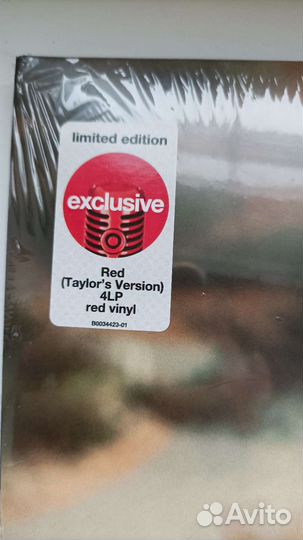 limited edition
exclusive
Red
(Taylor's Version)
4LP
red vinyl
B0034423-01
Avito